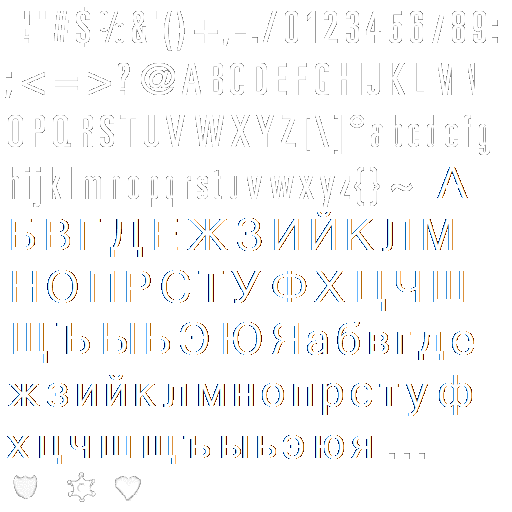 !"#$%&'()*+,-./0123456789:
;<=>?@ABCDEFGHIJKLMN
OPQRSTUVWXYZ[\]°abcdefg
hijklmnopqrstuvwxyz{|}~ А
БВГДЕЖЗИЙКЛМ
НОПРСТУФХЦЧШ
ЩЪЫЬЭЮЯабвгде
жзийклмнопрстуф
хцчшщъыьэюя…